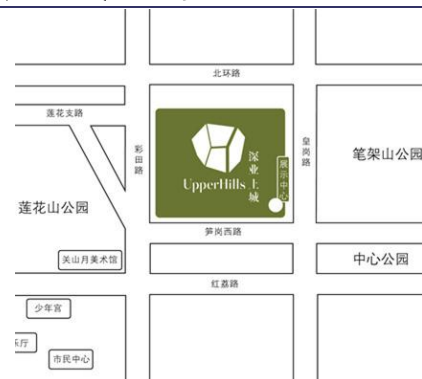 北环路
莲花支路
彩田路
皇岗路
笔架山公园
深业上城
UpperHills
展示中心
莲花山公园
笋岗西路
关山月美术馆
中心公园
红荔路
少年宫
乐厅
市民中心